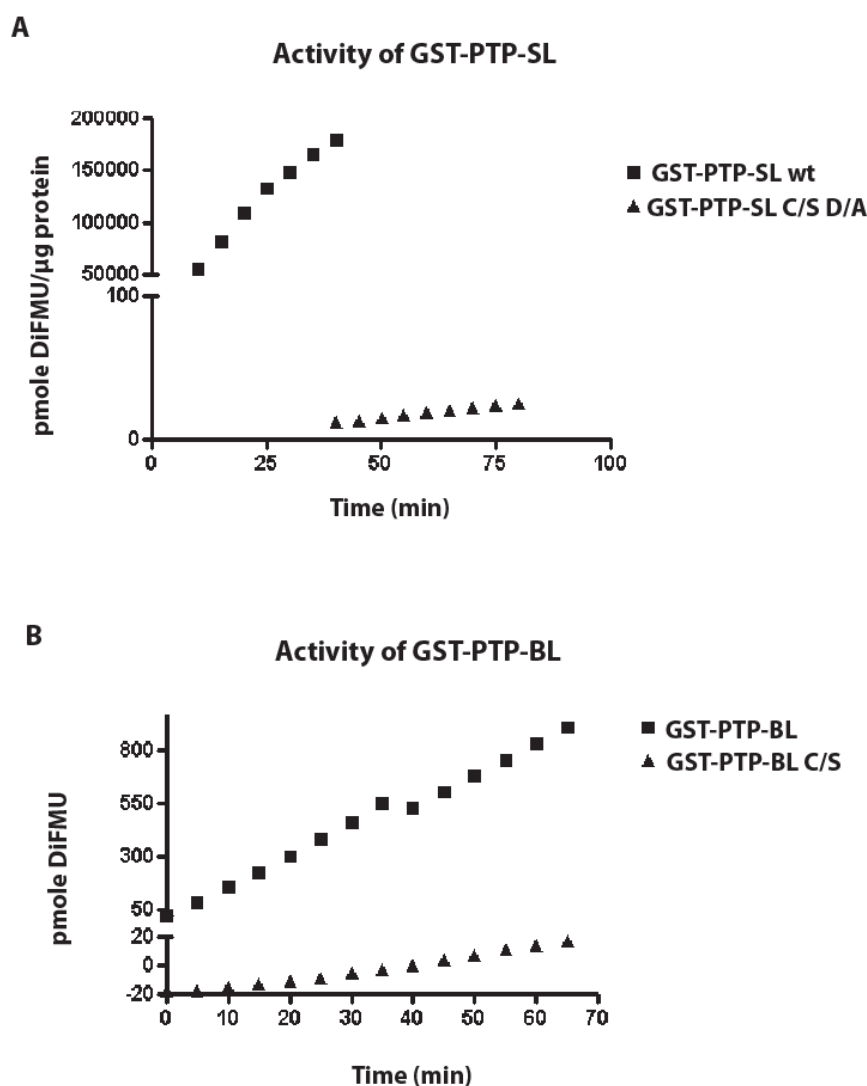 A
Activity of GST-PTP-SL
200000
150000
100000
50000
100
0
pmole DiFMU/µg protein
0 25 50 75 100
Time (min)
GST-PTP-SL wt
GST-PTP-SL C/S D/A
B
Activity of GST-PTP-BL
800
550
300
50
20
0
-20
pmole DiFMU
0 10 20 30 40 50 60 70
Time (min)
GST-PTP-BL
GST-PTP-BL C/S